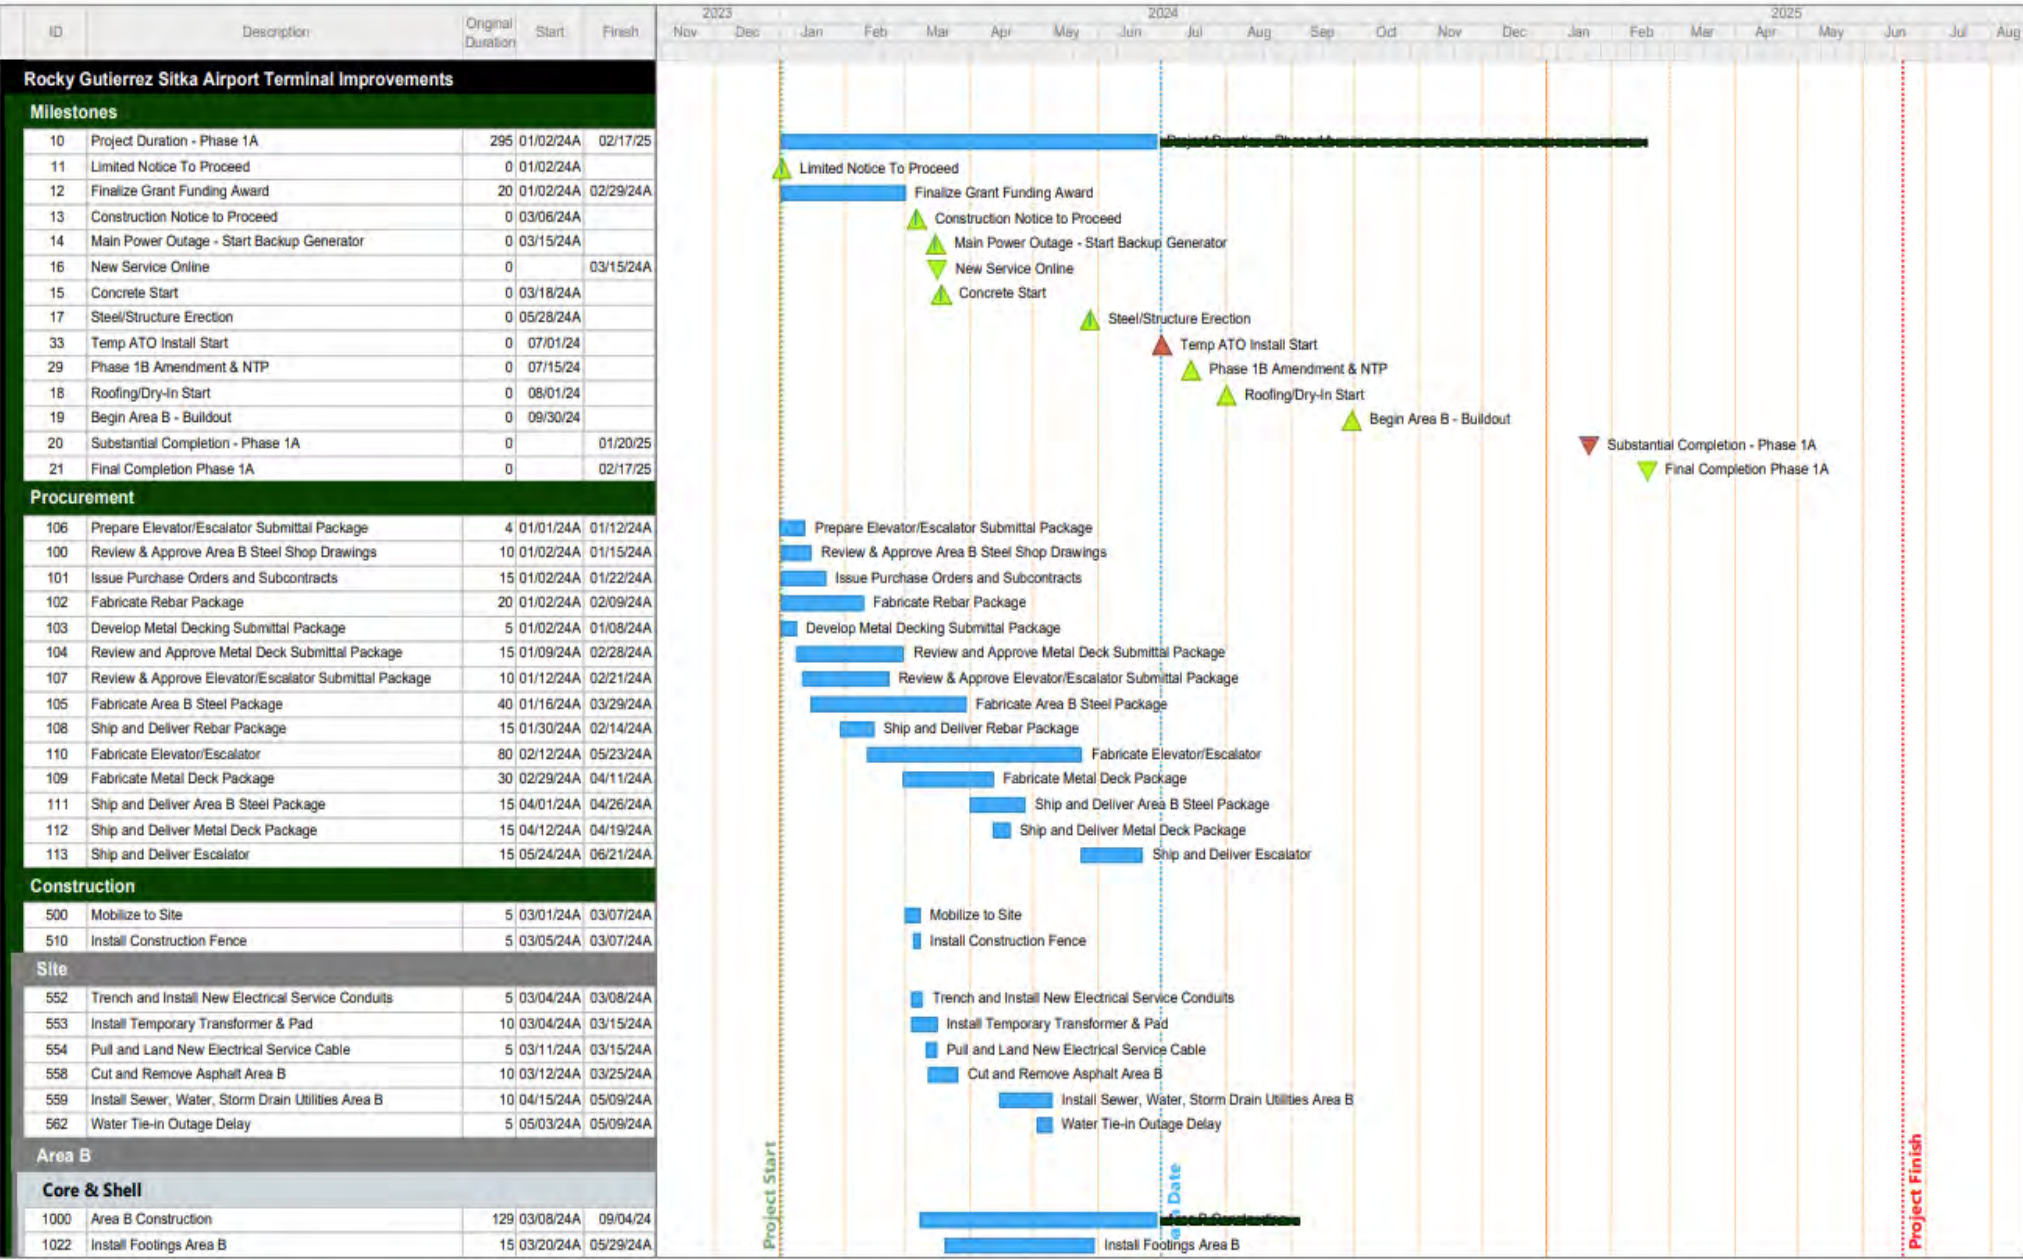 2023 2024 2025
ID Description Original Duration Start Finish Nov Dec Jan Feb Mar Apr May Jun Jul Aug Sep Oct Nov Dec Jan Feb Mar Apr May Jun Jul Aug
Rocky Gutierrez Sitka Airport Terminal Improvements
Milestones
10 Project Duration - Phase 1A 295 01/02/24A 02/17/25 Project Duration - Phase 1A
11 Limited Notice To Proceed 0 01/02/24A Limited Notice To Proceed
12 Finalize Grant Funding Award 20 01/02/24A 02/29/24A Finalize Grant Funding Award
13 Construction Notice to Proceed 0 03/06/24A Construction Notice to Proceed
14 Main Power Outage - Start Backup Generator 0 03/15/24A Main Power Outage - Start Backup Generator
16 New Service Online 0 03/15/24A New Service Online
15 Concrete Start 0 03/18/24A Concrete Start
17 Steel/Structure Erection 0 05/28/24A Steel/Structure Erection
33 Temp ATO Install Start 0 07/01/24 Temp ATO Install Start
29 Phase 1B Amendment & NTP 0 07/15/24 Phase 1B Amendment & NTP
18 Roofing/Dry-In Start 0 08/01/24 Roofing/Dry-In Start
19 Begin Area B - Buildout 0 09/30/24 Begin Area B - Buildout
20 Substantial Completion - Phase 1A 0 01/20/25 Substantial Completion - Phase 1A
21 Final Completion Phase 1A 0 02/17/25 Final Completion Phase 1A
Procurement
106 Prepare Elevator/Escalator Submittal Package 4 01/01/24A 01/12/24A Prepare Elevator/Escalator Submittal Package
100 Review & Approve Area B Steel Shop Drawings 10 01/02/24A 01/15/24A Review & Approve Area B Steel Shop Drawings
101 Issue Purchase Orders and Subcontracts 15 01/02/24A 01/22/24A Issue Purchase Orders and Subcontracts
102 Fabricate Rebar Package 20 01/02/24A 02/09/24A Fabricate Rebar Package
103 Develop Metal Decking Submittal Package 5 01/02/24A 01/08/24A Develop Metal Decking Submittal Package
104 Review and Approve Metal Deck Submittal Package 15 01/09/24A 02/28/24A Review and Approve Metal Deck Submittal Package
107 Review & Approve Elevator/Escalator Submittal Package 10 01/12/24A 02/21/24A Review & Approve Elevator/Escalator Submittal Package
105 Fabricate Area B Steel Package 40 01/16/24A 03/29/24A Fabricate Area B Steel Package
108 Ship and Deliver Rebar Package 15 01/30/24A 02/14/24A Ship and Deliver Rebar Package
110 Fabricate Elevator/Escalator 80 02/12/24A 05/23/24A Fabricate Elevator/Escalator
109 Fabricate Metal Deck Package 30 02/29/24A 04/11/24A Fabricate Metal Deck Package
111 Ship and Deliver Area B Steel Package 15 04/01/24A 04/26/24A Ship and Deliver Area B Steel Package
112 Ship and Deliver Metal Deck Package 15 04/12/24A 04/19/24A Ship and Deliver Metal Deck Package
113 Ship and Deliver Escalator 15 05/24/24A 06/21/24A Ship and Deliver Escalator
Construction
500 Mobilize to Site 5 03/01/24A 03/07/24A Mobilize to Site
510 Install Construction Fence 5 03/05/24A 03/07/24A Install Construction Fence
Site
552 Trench and Install New Electrical Service Conduits 5 03/04/24A 03/08/24A Trench and Install New Electrical Service Conduits
553 Install Temporary Transformer & Pad 10 03/04/24A 03/15/24A Install Temporary Transformer & Pad
554 Pull and Land New Electrical Service Cable 5 03/11/24A 03/15/24A Pull and Land New Electrical Service Cable
558 Cut and Remove Asphalt Area B 10 03/12/24A 03/25/24A Cut and Remove Asphalt Area B
559 Install Sewer, Water, Storm Drain Utilities Area B 10 04/15/24A 05/09/24A Install Sewer, Water, Storm Drain Utilities Area B
562 Water Tie-in Outage Delay 5 05/03/24A 05/09/24A Water Tie-in Outage Delay
Area B
Core & Shell
1000 Area B Construction 129 03/08/24A 09/04/24 Area B Construction
1022 Install Footings Area B 15 03/20/24A 05/29/24A Install Footings Area B
Project Start
Date
Project Finish